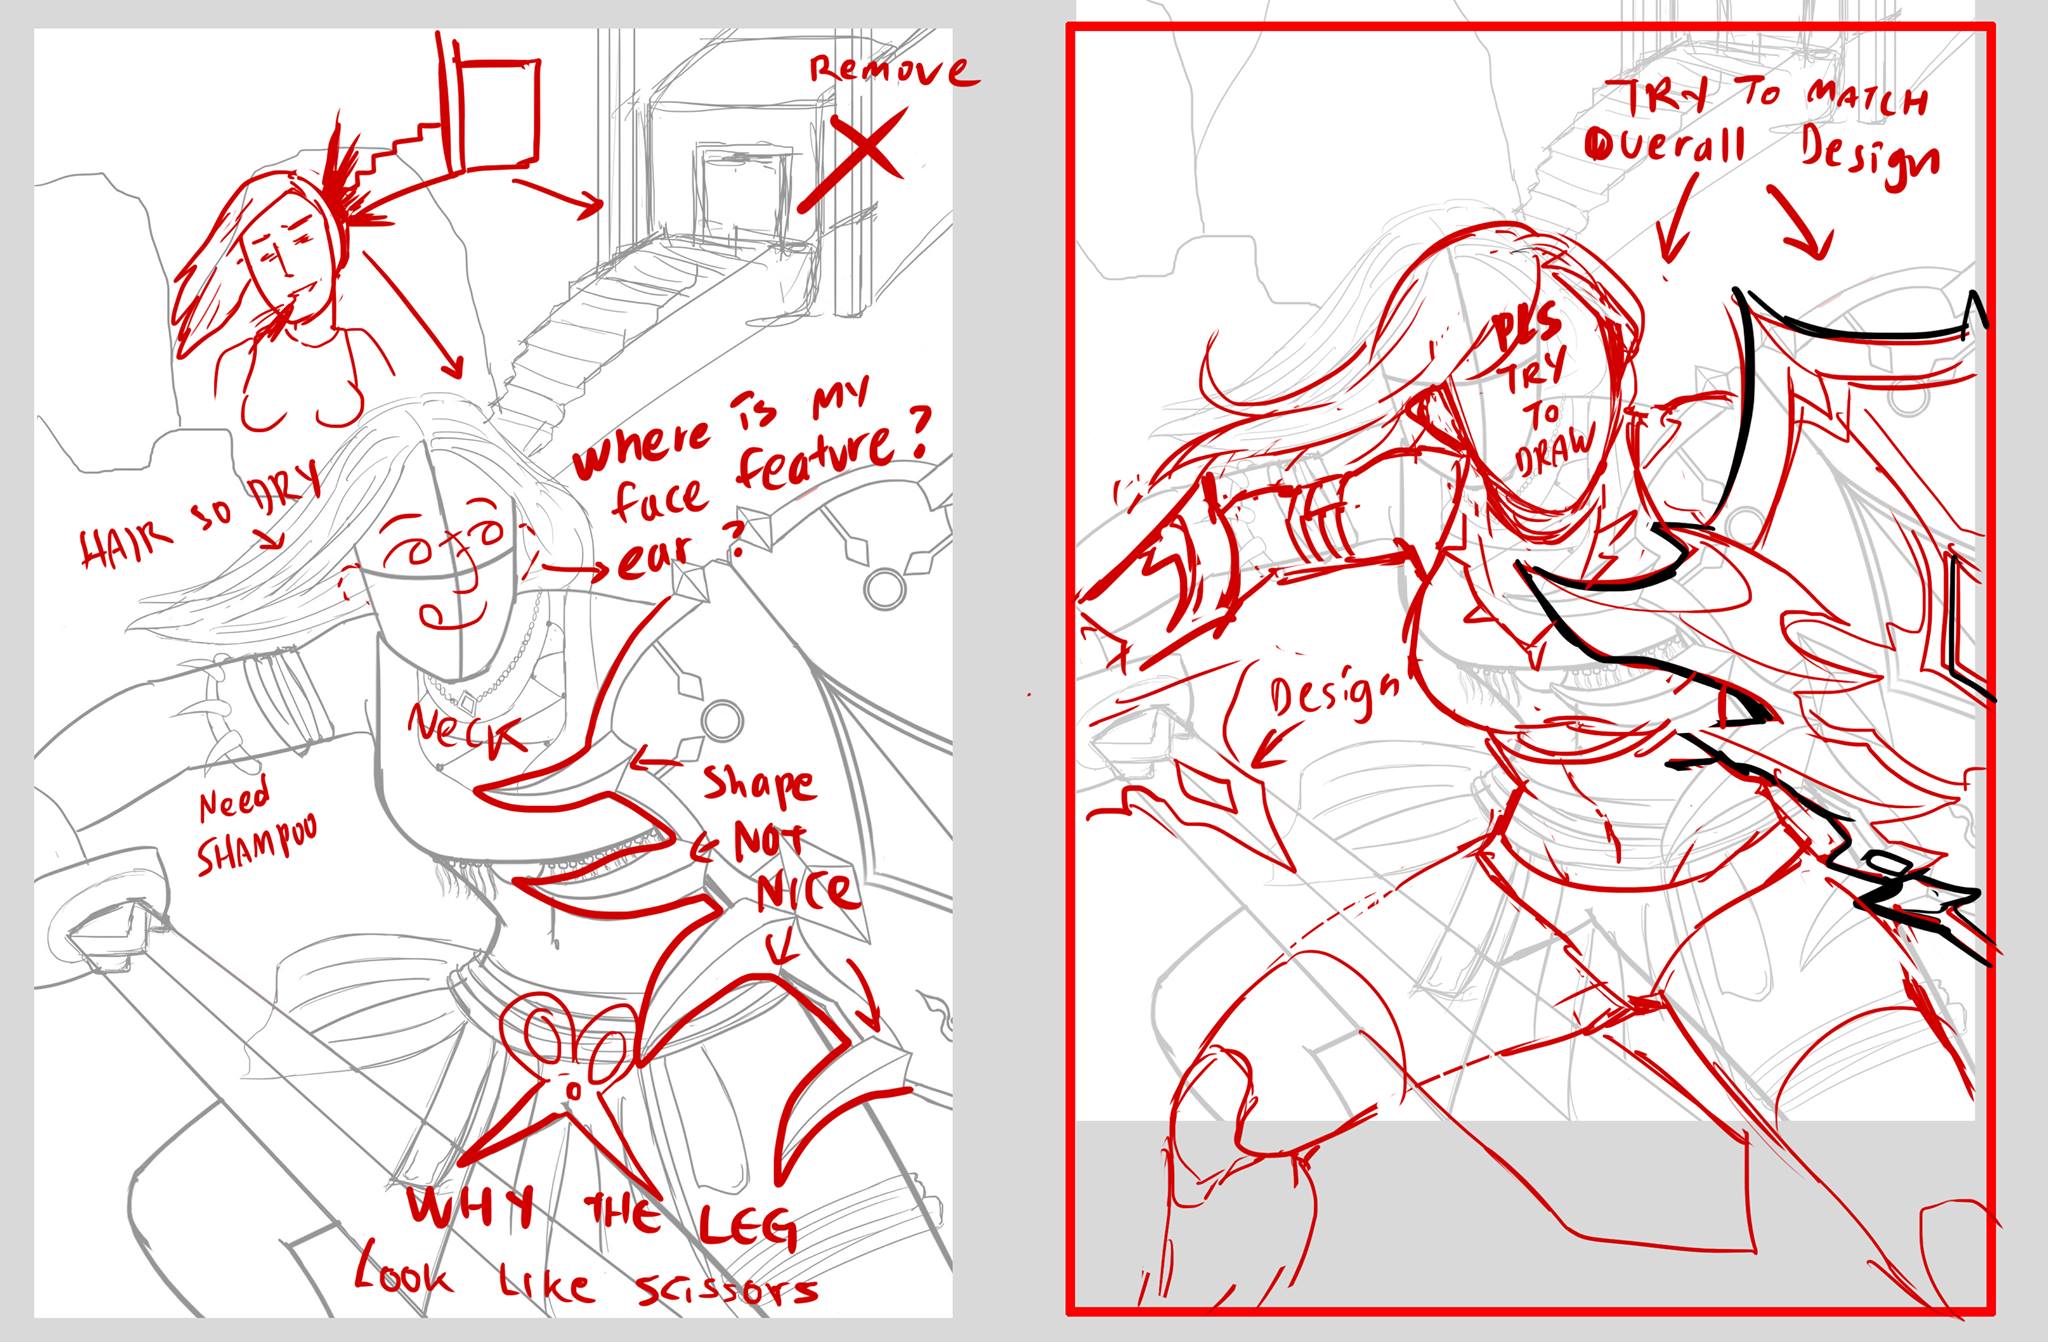 Remove
Where is my
face feature?
ear?
HAIR SO DRY
Neck
Need
SHAMPOO
Shape
NOT
NICE
WHY THE LEG
Look Like Scissors
TRY TO MATCH
Overall Design
PLS
TRY
TO
DRAW
Design